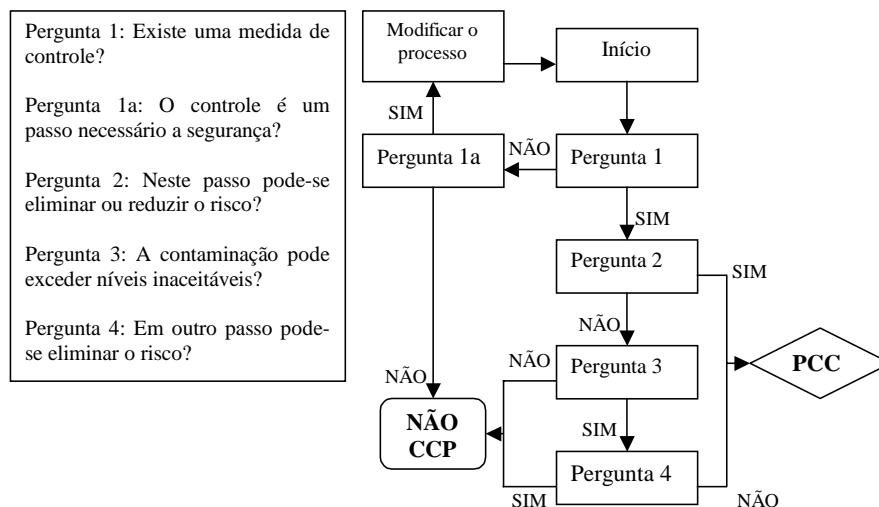 Pergunta 1: Existe uma medida de
controle?
Pergunta 1a: O controle é um
passo necessário a segurança?
Pergunta 2: Neste passo pode-se
eliminar ou reduzir o risco?
Pergunta 3: A contaminação pode
exceder níveis inaceitáveis?
Pergunta 4: Em outro passo pode-
se eliminar o risco?
Modificar o
processo
Início
SIM
Pergunta 1a
NÃO
Pergunta 1
SIM
Pergunta 2
SIM
NÃO
NÃO
NÃO
Pergunta 3
PCC
NÃO
CCP
SIM
Pergunta 4
SIM
NÃO